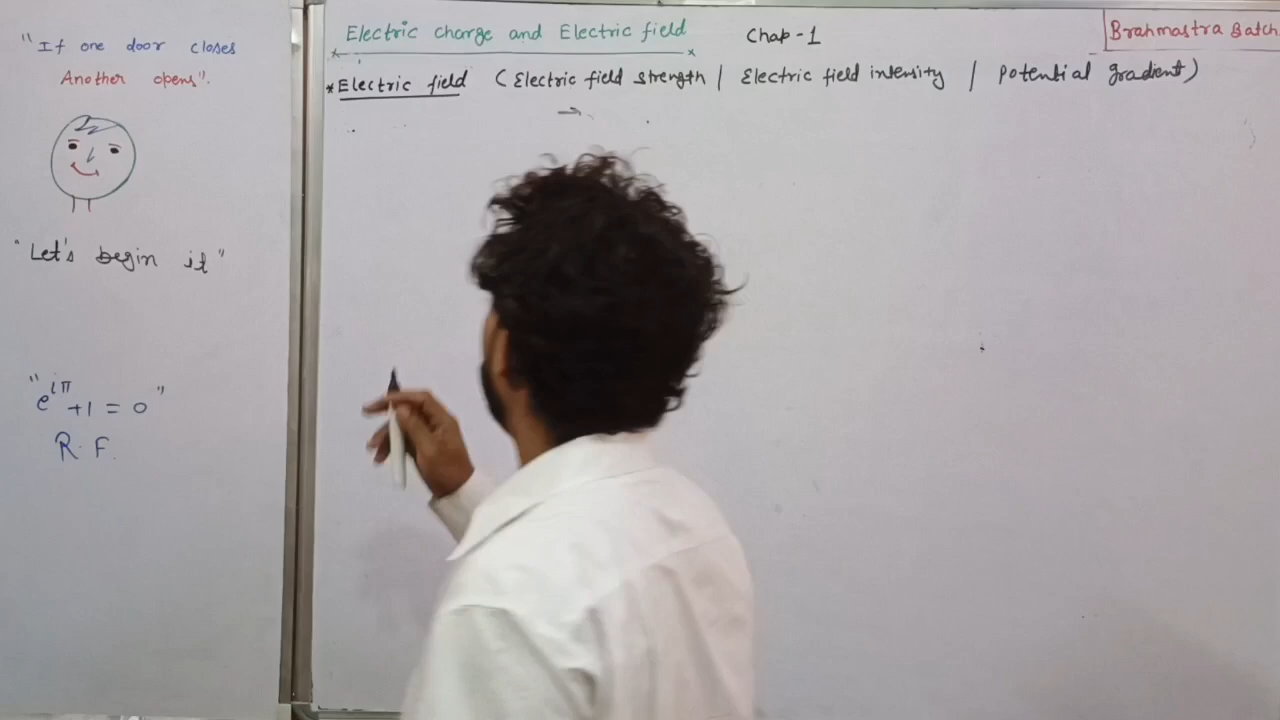 "If one door closes
Another opens".
"Let's begin it"
"e^iπ +1 = 0"
R. F.
Electric charge and Electric field Chap-1
Brahmastra Batch
*Electric field (Electric field strength | Electric field intensity | Potential gradient)
→